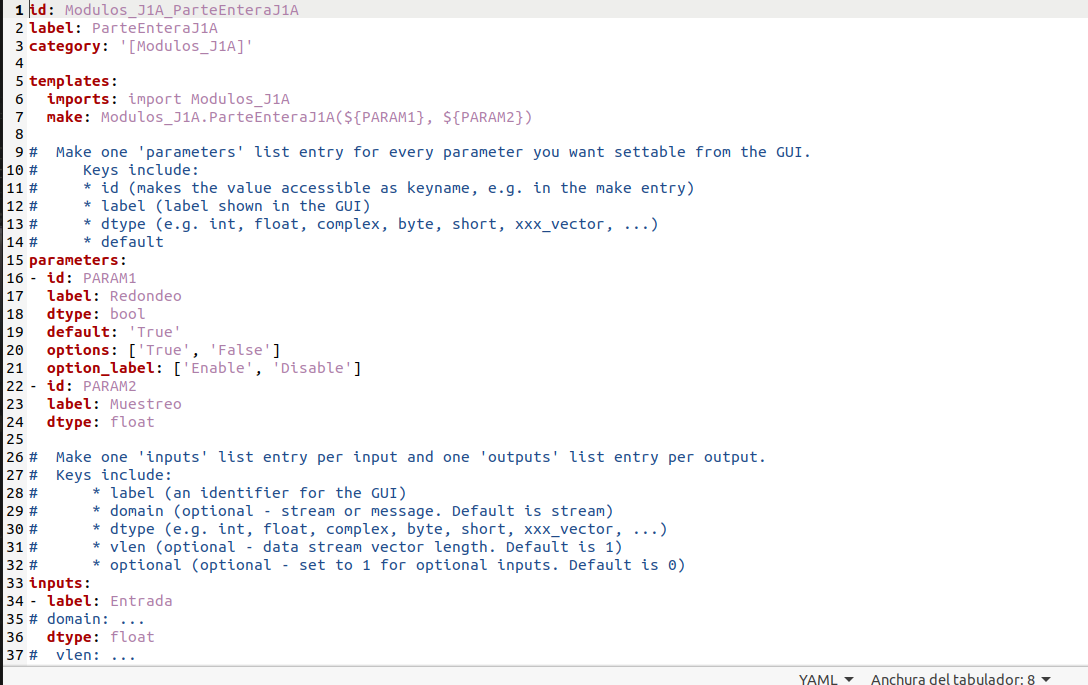 1 id: Modulos_J1A_ParteEnteraJ1A
2 label: ParteEnteraJ1A
3 category: '[Modulos_J1A]'
4
5 templates:
6   imports: import Modulos_J1A
7   make: Modulos_J1A.ParteEnteraJ1A(${PARAM1}, ${PARAM2})
8
9 #  Make one 'parameters' list entry for every parameter you want settable from the GUI.
10 #     Keys include:
11 #     * id (makes the value accessible as keyname, e.g. in the make entry)
12 #     * label (label shown in the GUI)
13 #     * dtype (e.g. int, float, complex, byte, short, xxx_vector, ...)
14 #     * default
15 parameters:
16 - id: PARAM1
17   label: Redondeo
18   dtype: bool
19   default: 'True'
20   options: ['True', 'False']
21   option_label: ['Enable', 'Disable']
22 - id: PARAM2
23   label: Muestreo
24   dtype: float
25
26 #  Make one 'inputs' list entry per input and one 'outputs' list entry per output.
27 #  Keys include:
28 #      * label (an identifier for the GUI)
29 #      * domain (optional - stream or message. Default is stream)
30 #      * dtype (e.g. int, float, complex, byte, short, xxx_vector, ...)
31 #      * vlen (optional - data stream vector length. Default is 1)
32 #      * optional (optional - set to 1 for optional inputs. Default is 0)
33 inputs:
34 - label: Entrada
35 # domain: ...
36   dtype: float
37 #  vlen: ...
YAML Anchura del tabulador: 8